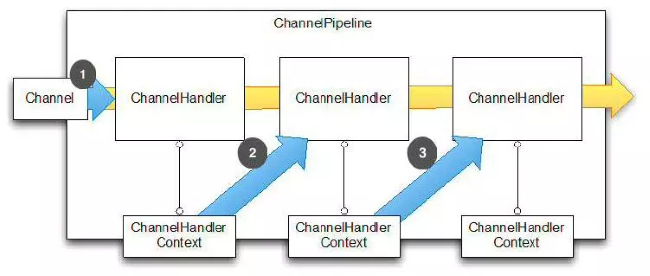 ChannelPipeline
1
Channel
ChannelHandler
ChannelHandler
ChannelHandler
2
3
ChannelHandler
Context
ChannelHandler
Context
ChannelHandler
Context